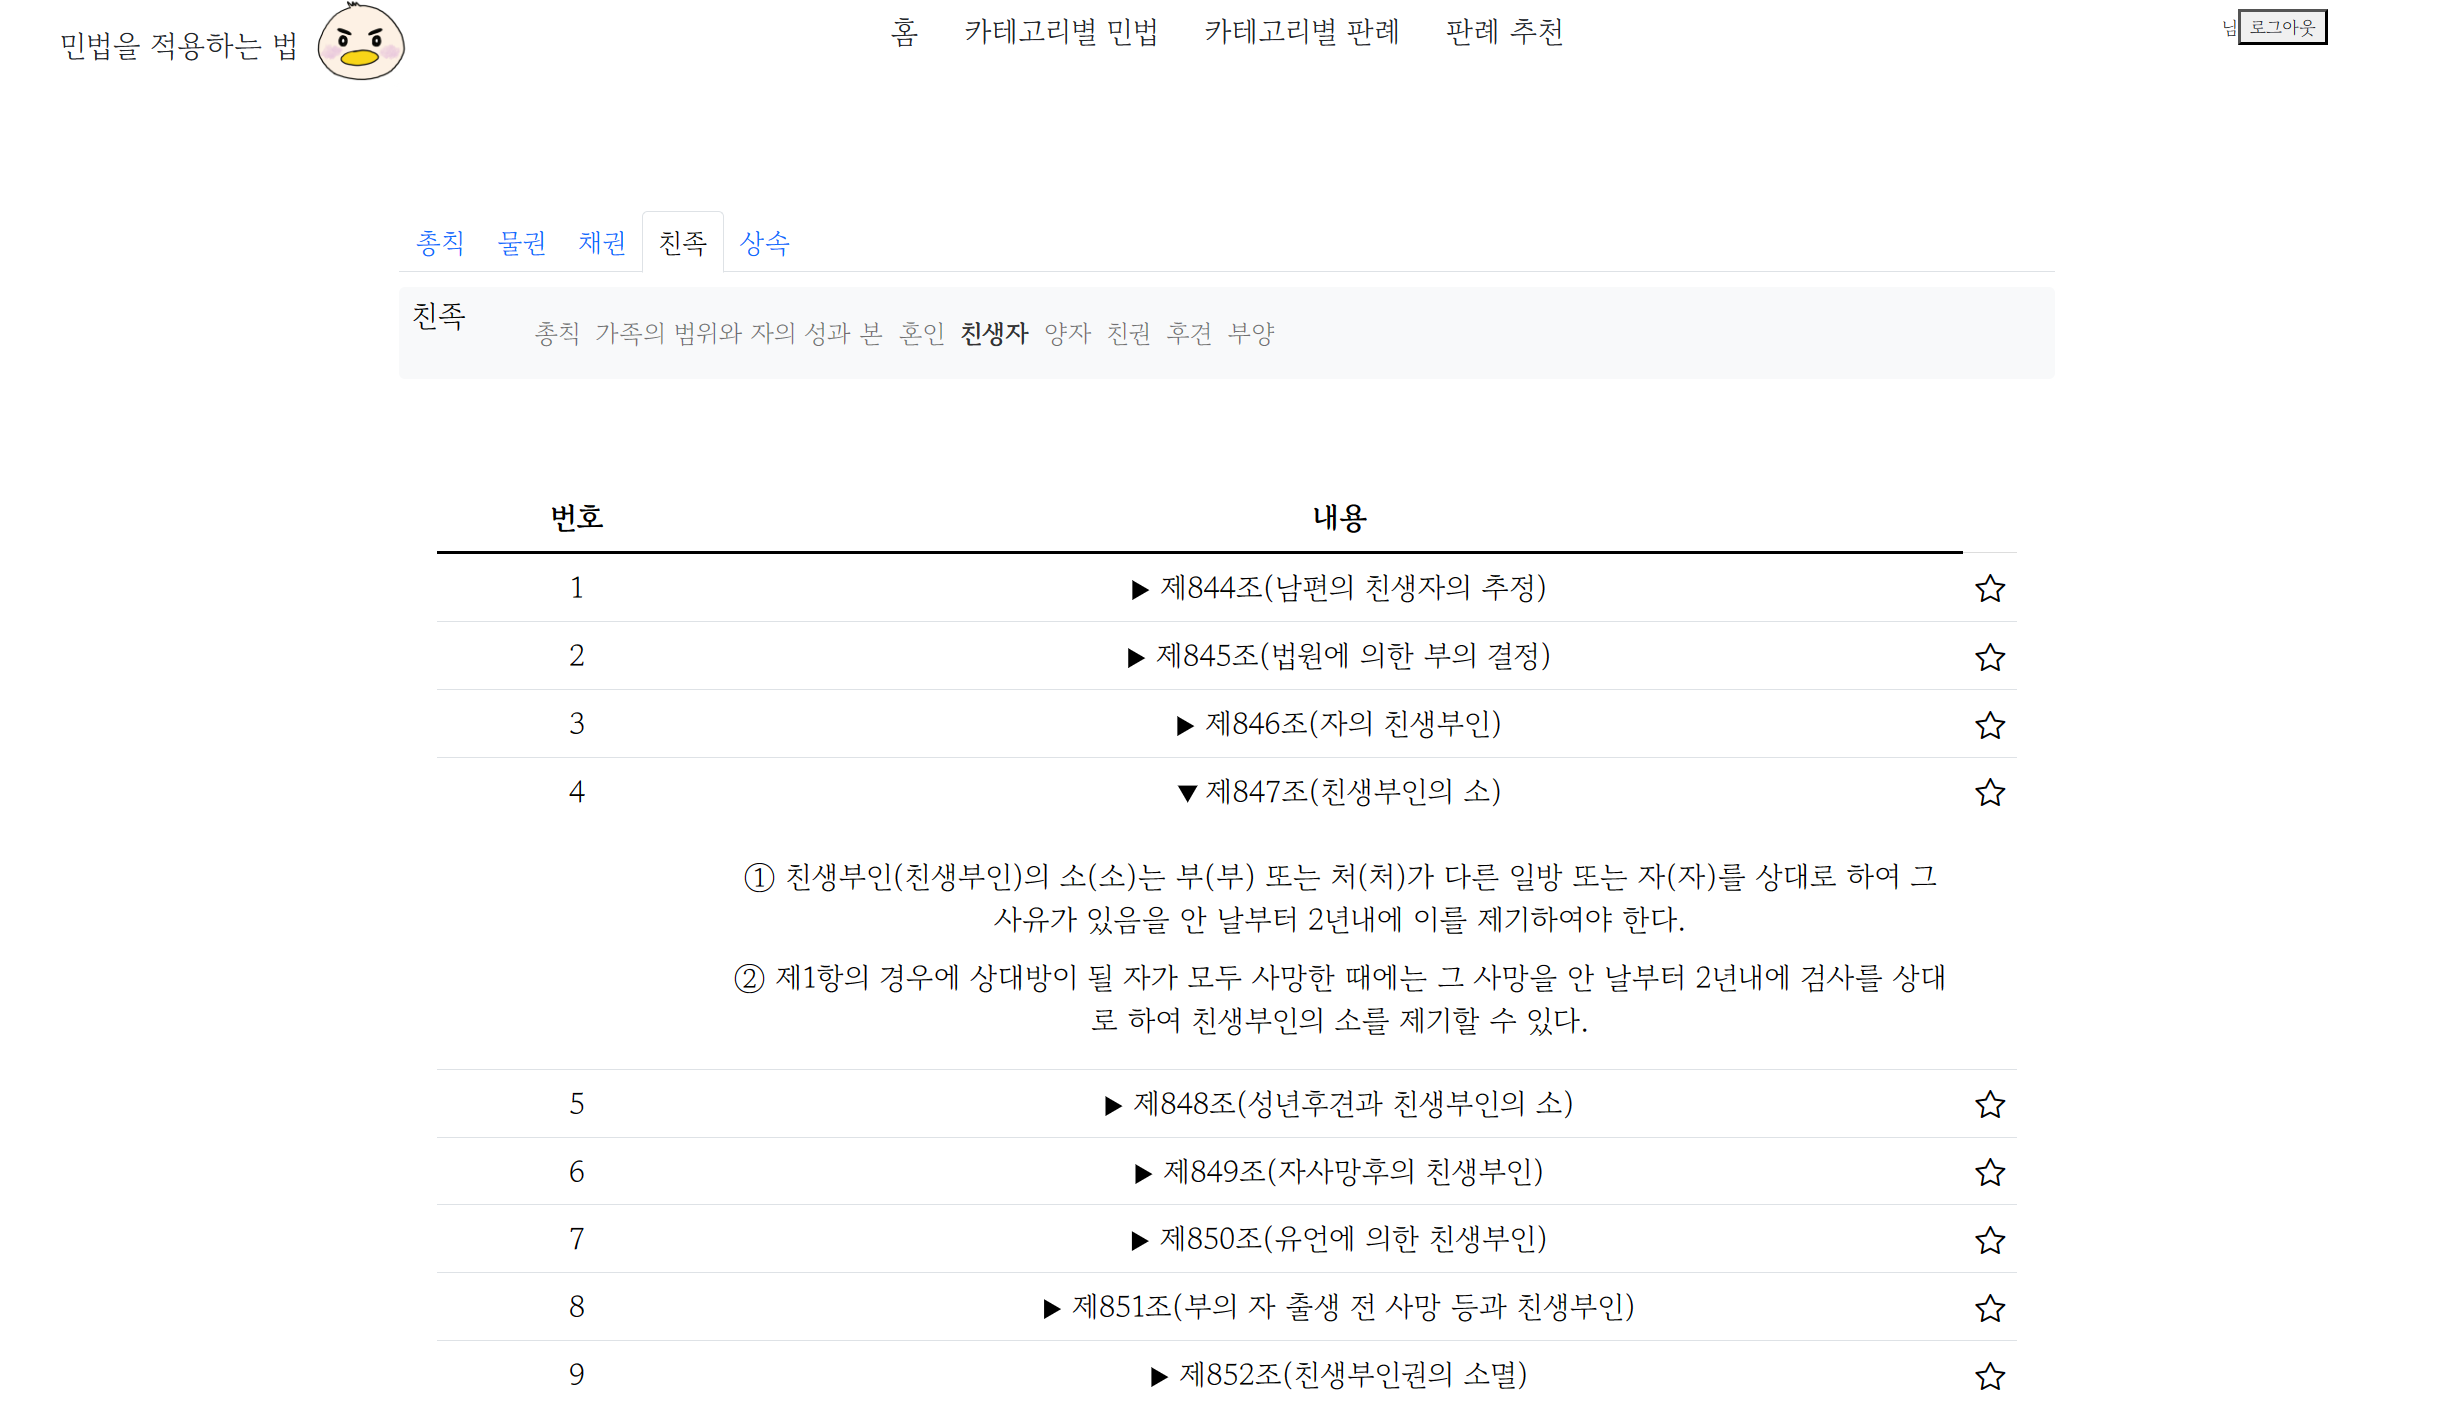 민법을 적용하는 법
홈 카테고리별 민법 카테고리별 판례 판례 추천
님 로그아웃
총칙 물권 채권 친족 상속
친족
총칙 가족의 범위와 자의 성과 본 혼인 친생자 양자 친권 후견 부양
번호 내용
1 ▶ 제844조(남편의 친생자의 추정) ☆
2 ▶ 제845조(법원에 의한 부의 결정) ☆
3 ▶ 제846조(자의 친생부인) ☆
4 ▼ 제847조(친생부인의 소) ☆
① 친생부인(친생부인)의 소(소)는 부(부) 또는 처(처)가 다른 일방 또는 자(자)를 상대로 하여 그
사유가 있음을 안 날부터 2년내에 이를 제기하여야 한다.
② 제1항의 경우에 상대방이 될 자가 모두 사망한 때에는 그 사망을 안 날부터 2년내에 검사를 상대
로 하여 친생부인의 소를 제기할 수 있다.
5 ▶ 제848조(성년후견과 친생부인의 소) ☆
6 ▶ 제849조(자사망후의 친생부인) ☆
7 ▶ 제850조(유언에 의한 친생부인) ☆
8 ▶ 제851조(부의 자 출생 전 사망 등과 친생부인) ☆
9 ▶ 제852조(친생부인권의 소멸) ☆